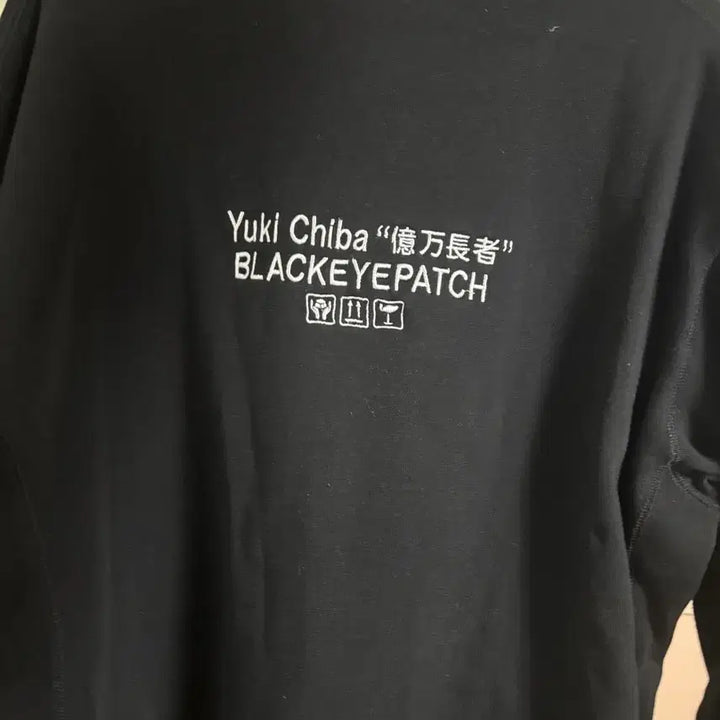 Yuki Chiba “億万長者”
BLACKEYEPATCH